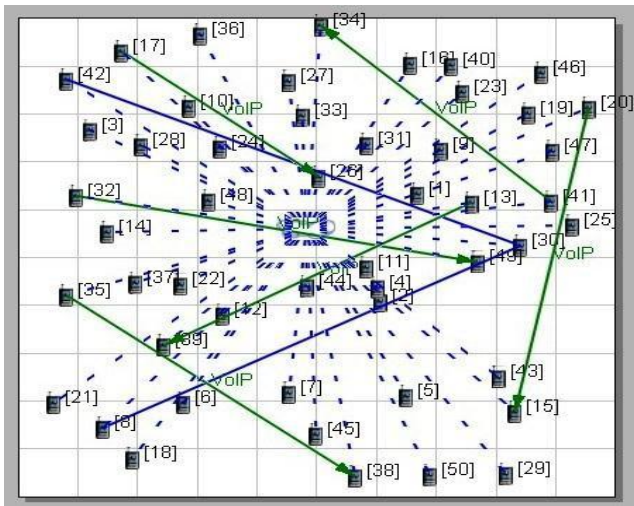 [34]
[36]
[17]
[16] [40]
[42] [27] [46]
[23]
[10] VoIP VoIP [20]
[33] [19]
[3]
[28] [24] [31] [9] [47]
[26]
[32] [48] [1] [13] [41]
[14] VoIP [25]
[30]
[49] VoIP
[11] VoIP
[37] [22] [44] [4]
[35] [2]
[12]
[39]
VoIP [43]
[21] [6] [7] [5]
[15]
[8] [45]
[18]
[38] [50] [29]